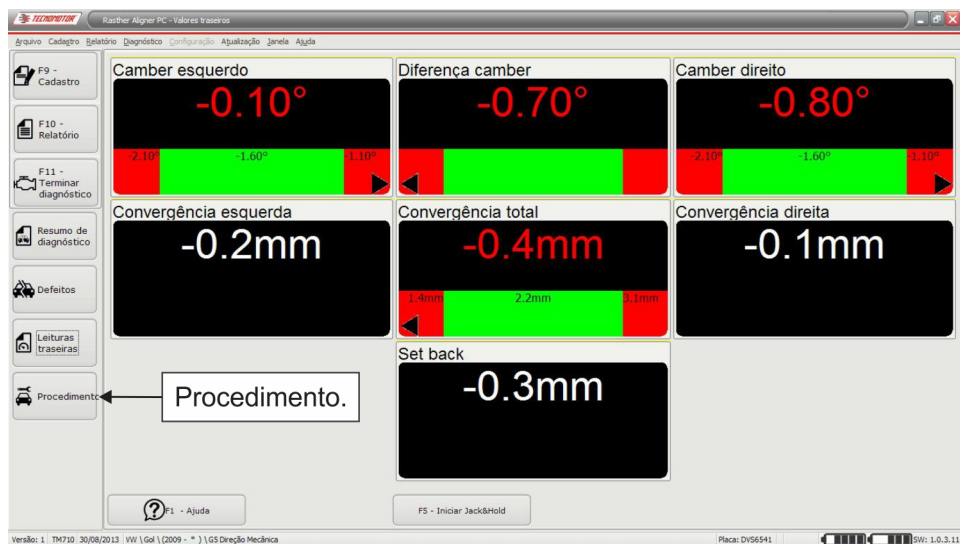 TECNOMOTOR
Rasther Aligner PC - Valores traseiros
Arquivo Cadastro Relatório Diagnóstico Configuração Atualização Janela Ajuda
F9 -
Cadastro
F10 -
Relatório
F11 -
Terminar
diagnóstico
Resumo de
diagnóstico
Defeitos
Leituras
traseiras
Procedimento
Camber esquerdo
-0.10°
-2.10° -1.60° -1.10°
Diferença camber
-0.70°
Camber direito
-0.80°
-2.10° -1.60° -1.10°
Convergência esquerda
-0.2mm
Convergência total
-0.4mm
1.4mm 2.2mm 3.1mm
Convergência direita
-0.1mm
Set back
-0.3mm
Procedimento.
F1 - Ajuda
F5 - Iniciar Jack&Hold
Versão: 1 TM710 30/08/2013 VW \ Gol \ (2009 - * ) \ G5 Direção Mecânica Placa: DVS6541 SW: 1.0.3.11